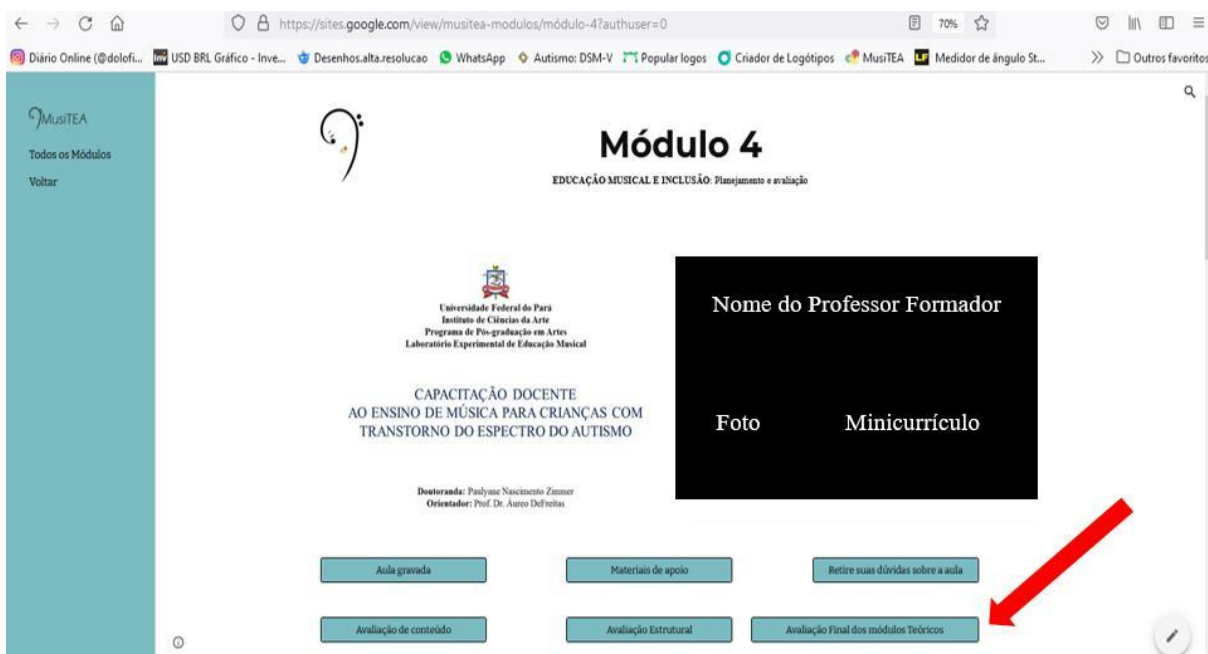 https://sites.google.com/view/musitea-modulos/módulo-4?authuser=0
70%
Diário Online (@dolofi...
USD BRL Gráfico - Inve...
Desenhos.alta.resolucao
WhatsApp
Autismo: DSM-V
Popular logos
Criador de Logótipos
MusiTEA
Medidor de ângulo St...
Outros favoritos
MUSITEA
Todos os Módulos
Voltar
Módulo 4
EDUCAÇÃO MUSICAL E INCLUSÃO: Planejamento e avaliação
Universidade Federal do Pará
Instituto de Ciências da Arte
Programa de Pós-graduação em Artes
Laboratório Experimental de Educação Musical
CAPACITAÇÃO DOCENTE
AO ENSINO DE MÚSICA PARA CRIANÇAS COM
TRANSTORNO DO ESPECTRO DO AUTISMO
Doutoranda: Paulyane Nascimento Zimmer
Orientador: Prof. Dr. Áureo DeFreitas
Nome do Professor Formador
Foto
Minicurrículo
Aula gravada
Materiais de apoio
Retire suas dúvidas sobre a aula
Avaliação de conteúdo
Avaliação Estrutural
Avaliação Final dos módulos Teóricos